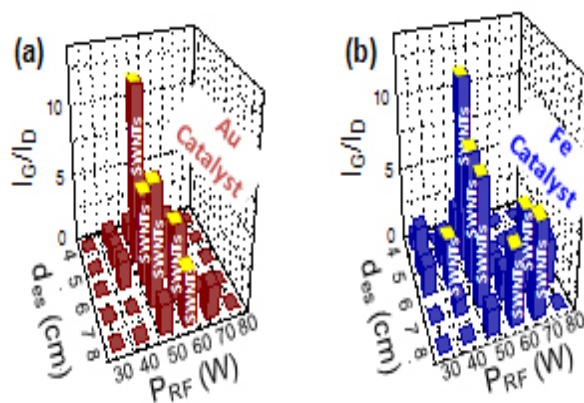 (a)
10
5
0
I_G/I_D
Au
Catalyst
SWNTs
SWNTs
SWNTs
SWNTs
SWNTs
4
5
6
7
8
d_es (cm)
30
40
50
60
70
80
P_RF (W)
(b)
10
5
0
I_G/I_D
Fe
Catalyst
SWNTs
SWNTs
SWNTs
SWNTs
SWNTs
SWNTs
SWNTs
4
5
6
7
8
d_es (cm)
30
40
50
60
70
80
P_RF (W)